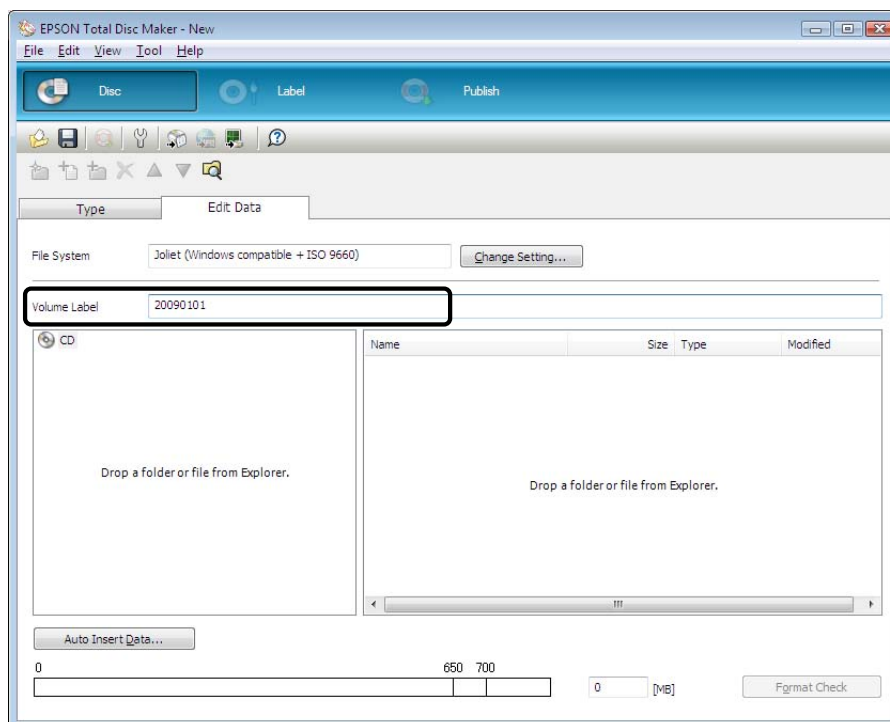 EPSON Total Disc Maker - New
File Edit View Tool Help
Disc Label Publish
Type Edit Data
File System Joliet (Windows compatible + ISO 9660) Change Setting...
Volume Label 20090101
CD Name Size Type Modified
Drop a folder or file from Explorer. Drop a folder or file from Explorer.
Auto Insert Data...
0 650 700
0 [MB] Format Check